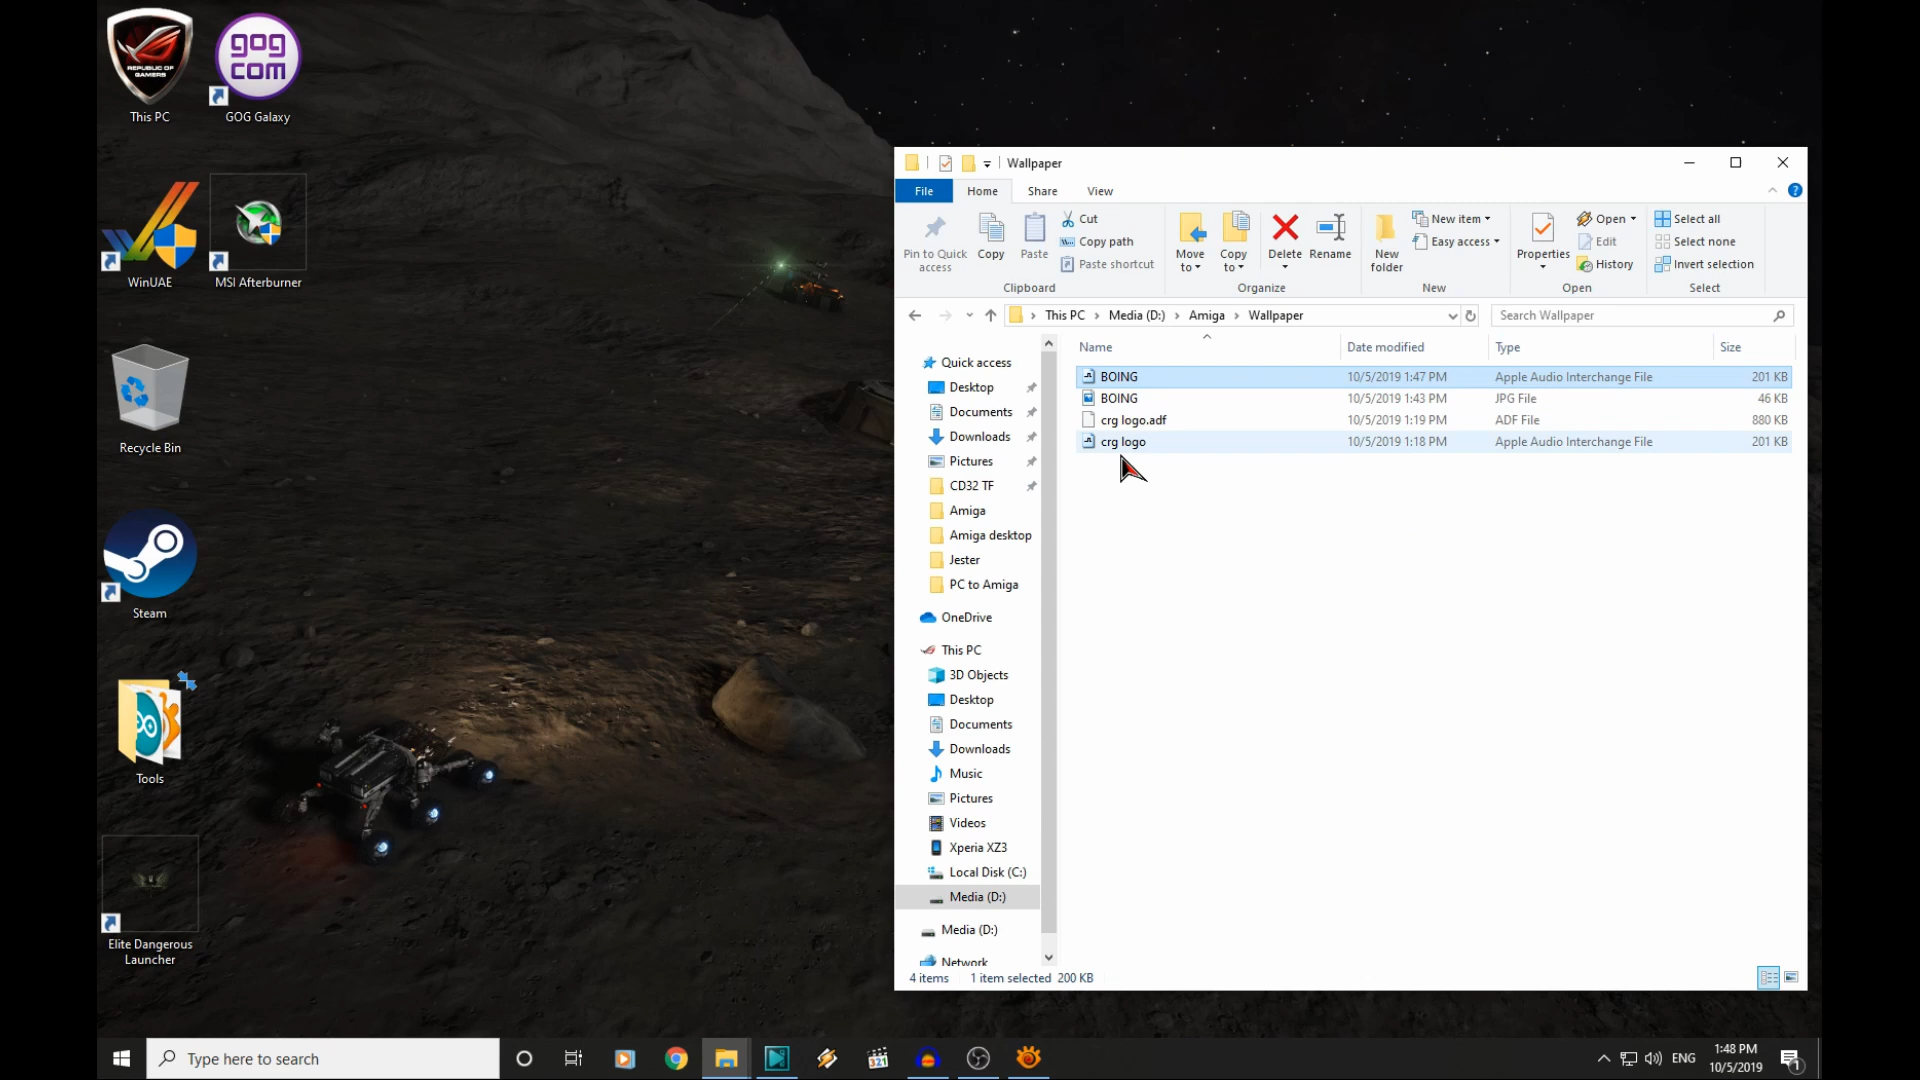 REPUBLIC OF
GAMERS
This PC
gog
com
GOG Galaxy
WinUAE
MSI Afterburner
Recycle Bin
Steam
Tools
Elite Dangerous
Launcher
Wallpaper
File
Home
Share
View
Pin to Quick
access
Copy
Paste
Cut
Copy path
Paste shortcut
Clipboard
Move
to
Copy
to
Delete
Rename
Organize
New
folder
New item
Easy access
New
Properties
Open
Edit
History
Open
Select all
Select none
Invert selection
Select
This PC
Media (D:)
Amiga
Wallpaper
Search Wallpaper
Quick access
Desktop
Documents
Downloads
Pictures
CD32 TF
Amiga
Amiga desktop
Jester
PC to Amiga
OneDrive
This PC
3D Objects
Desktop
Documents
Downloads
Music
Pictures
Videos
Xperia XZ3
Local Disk (C:)
Media (D:)
Media (D:)
Network
Name Date modified Type Size
BOING 10/5/2019 1:47 PM Apple Audio Interchange File 201 KB
BOING 10/5/2019 1:43 PM JPG File 46 KB
crg logo.adf 10/5/2019 1:19 PM ADF File 880 KB
crg logo 10/5/2019 1:18 PM Apple Audio Interchange File 201 KB
4 items 1 item selected 200 KB
Type here to search
321
ENG
1:48 PM
10/5/2019
1